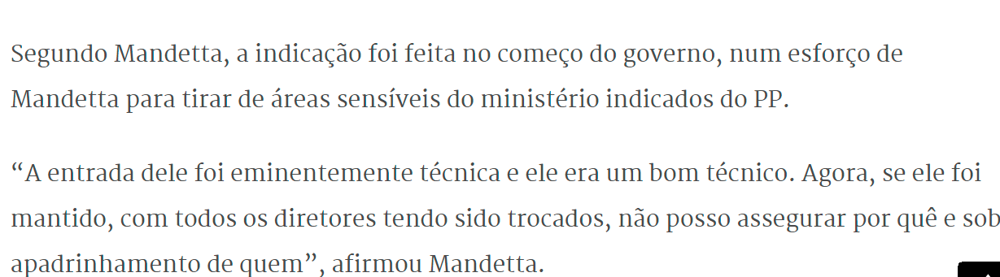 Segundo Mandetta, a indicação foi feita no começo do governo, num esforço de
Mandetta para tirar de áreas sensíveis do ministério indicados do PP.
“A entrada dele foi eminentemente técnica e ele era um bom técnico. Agora, se ele foi
mantido, com todos os diretores tendo sido trocados, não posso assegurar por quê e sob
apadrinhamento de quem”, afirmou Mandetta.